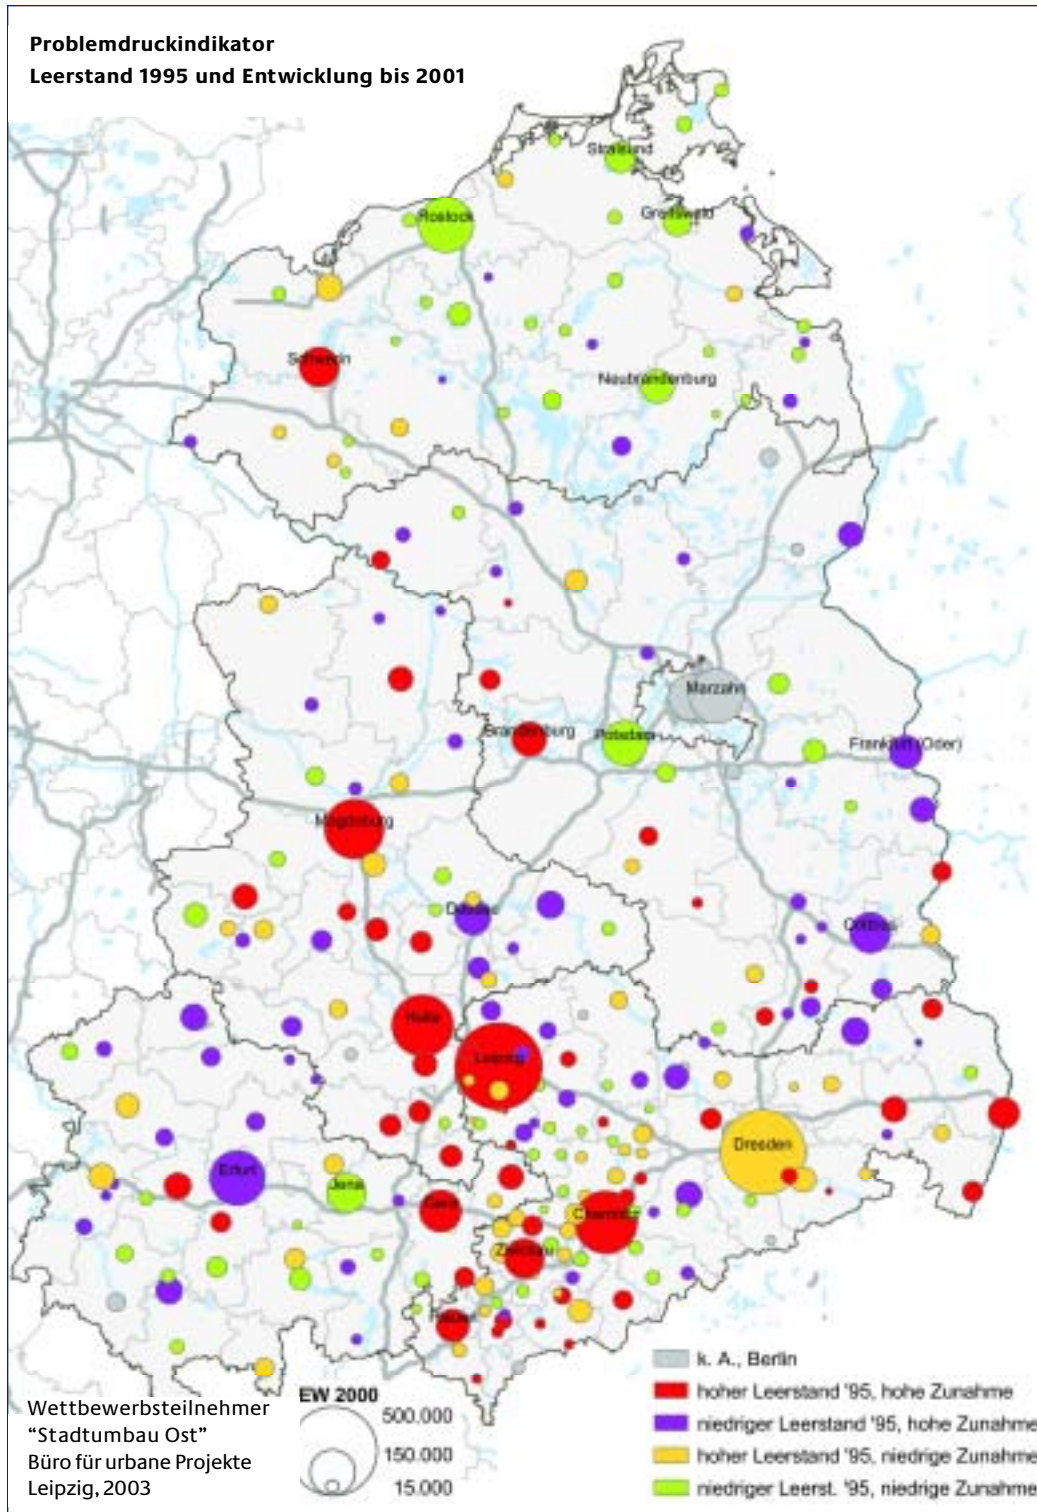 Problemdruckindikator
Leerstand 1995 und Entwicklung bis 2001
Stralsund
Rostock
Greifswald
Schwerin
Neubrandenburg
Marzahn
Brandenburg
Potsdam
Frankfurt (Oder)
Magdeburg
Dessau
Cottbus
Halle
Leipzig
Dresden
Erfurt
Jena
Gera
Chemnitz
Zwickau
Plauen
k. A., Berlin
EW 2000
hoher Leerstand '95, hohe Zunahme
500.000
niedriger Leerstand '95, hohe Zunahme
150.000
hoher Leerstand '95, niedrige Zunahme
15.000
niedriger Leerst. '95, niedrige Zunahme
Wettbewerbsteilnehmer
“Stadtumbau Ost”
Büro für urbane Projekte
Leipzig, 2003